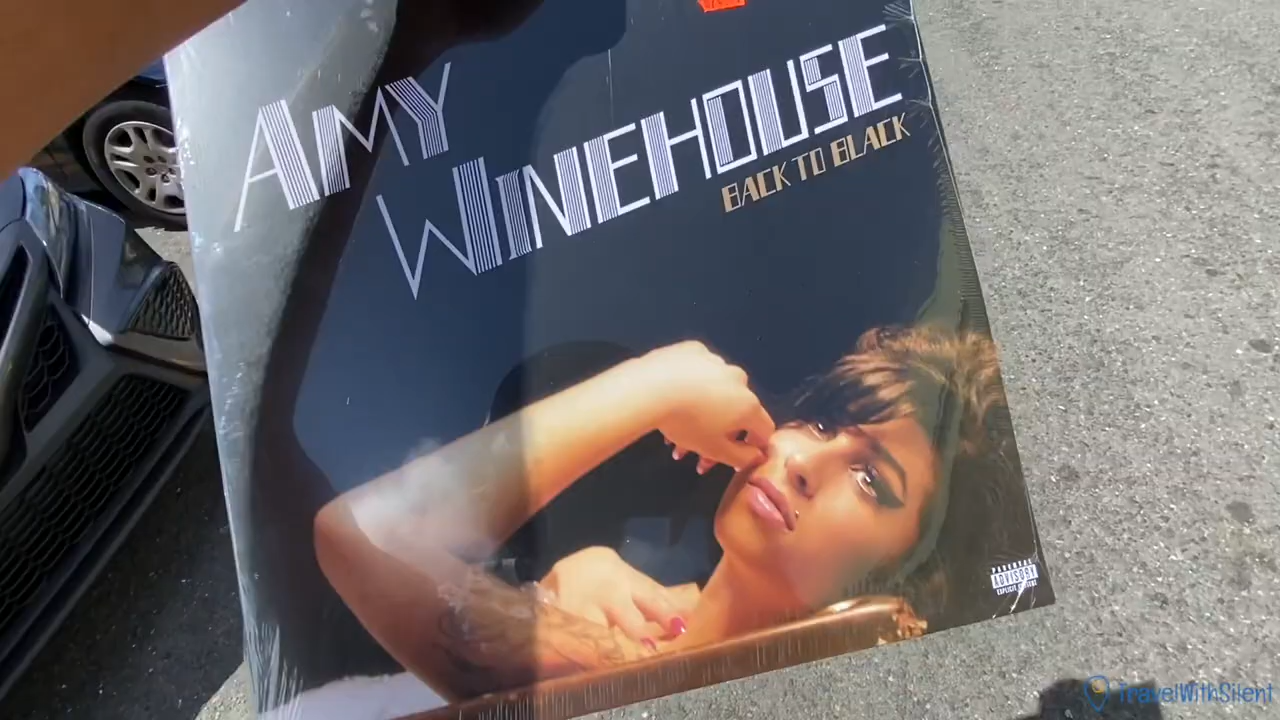 AMY
WINEHOUSE
BACK TO BLACK
PARENTAL
ADVISORY
EXPLICIT CONTENT
TravelWithSilent